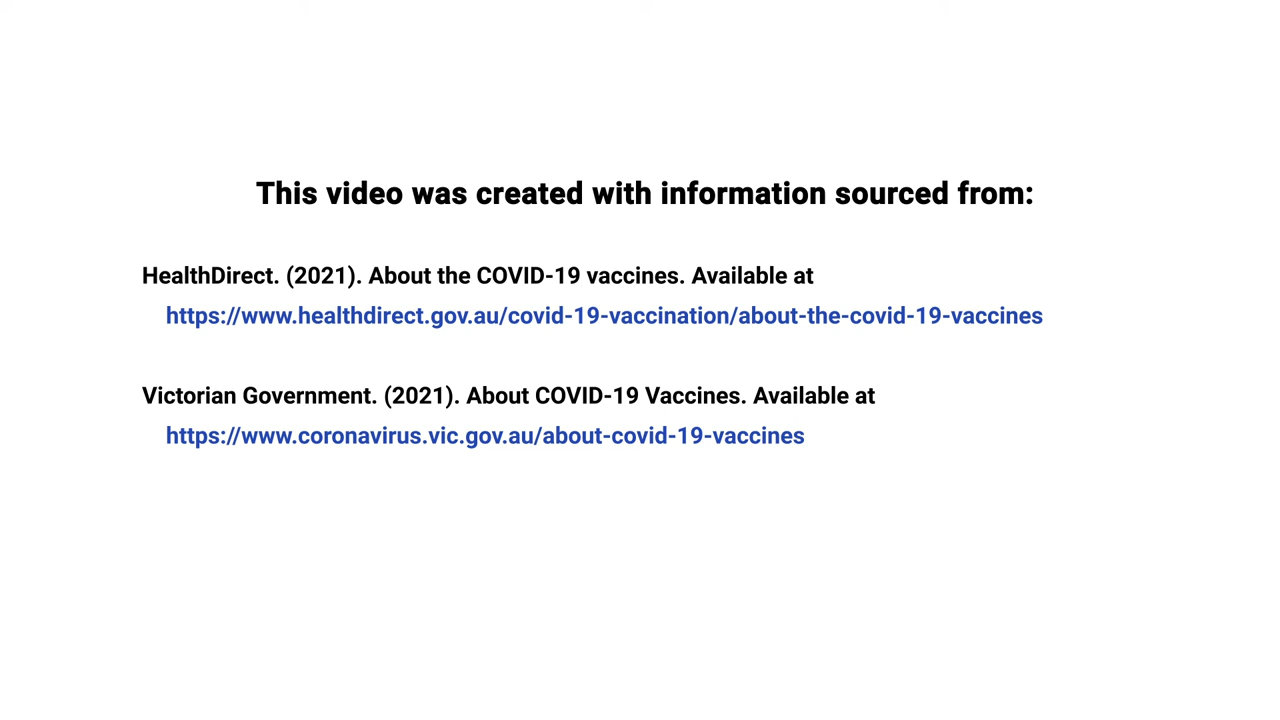 This video was created with information sourced from:
HealthDirect. (2021). About the COVID-19 vaccines. Available at
https://www.healthdirect.gov.au/covid-19-vaccination/about-the-covid-19-vaccines
Victorian Government. (2021). About COVID-19 Vaccines. Available at
https://www.coronavirus.vic.gov.au/about-covid-19-vaccines